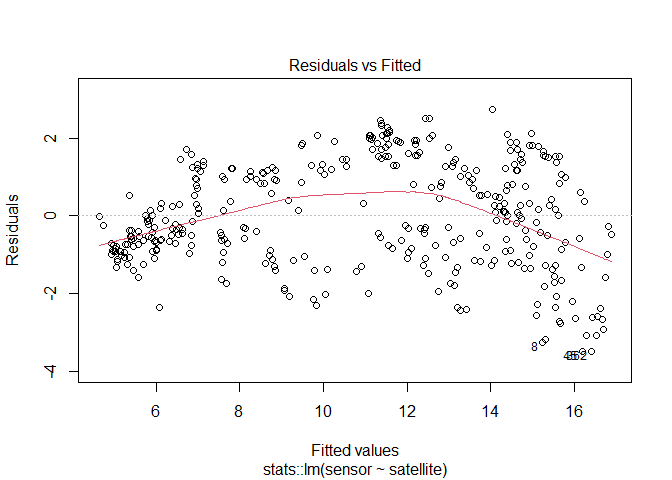 Residuals vs Fitted
Residuals
2
0
-2
-4
6 8 10 12 14 16
Fitted values
stats::lm(sensor ~ satellite)